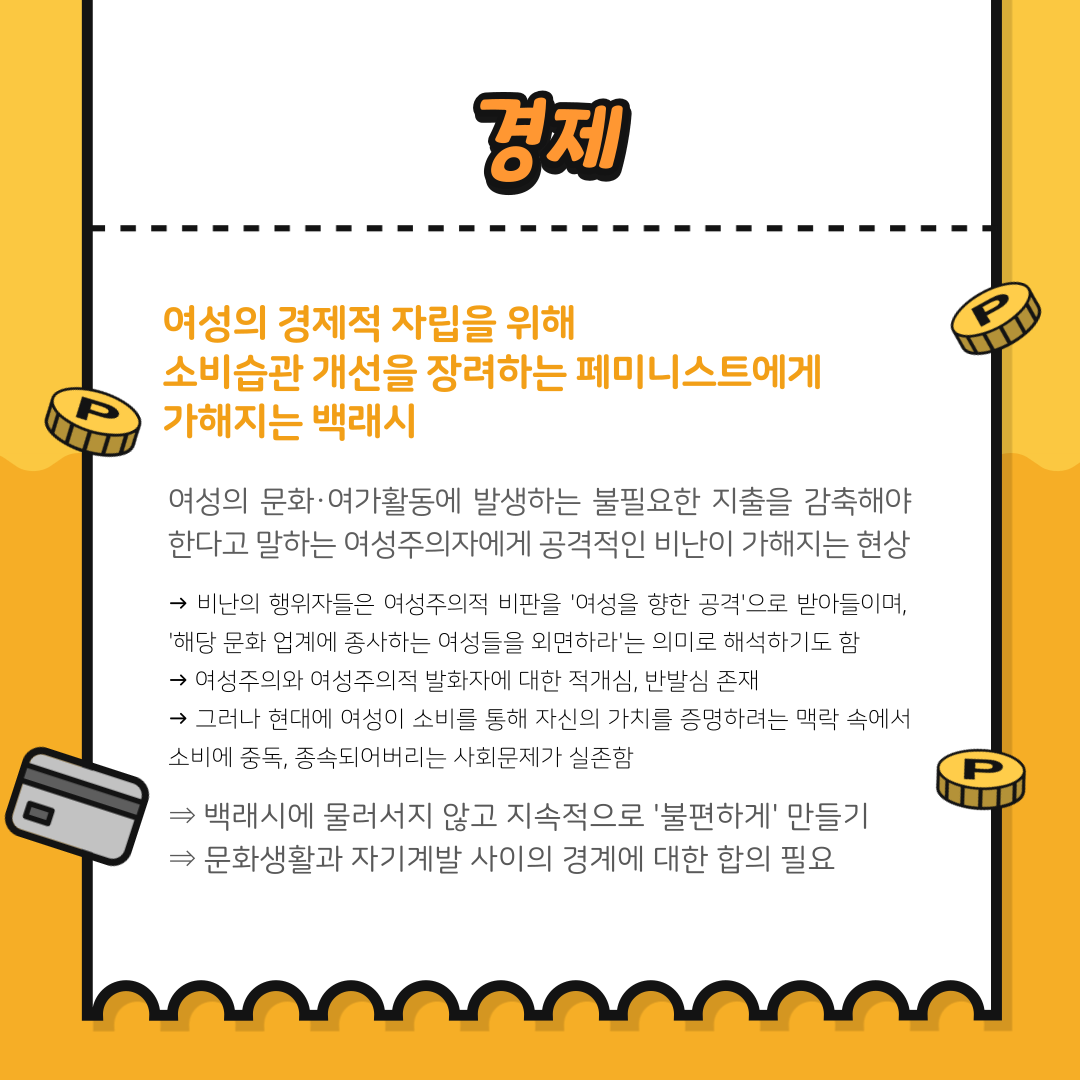 경제
여성의 경제적 자립을 위해
소비습관 개선을 장려하는 페미니스트에게
가해지는 백래시
여성의 문화·여가활동에 발생하는 불필요한 지출을 감축해야
한다고 말하는 여성주의자에게 공격적인 비난이 가해지는 현상
→ 비난의 행위자들은 여성주의적 비판을 '여성을 향한 공격'으로 받아들이며,
'해당 문화 업계에 종사하는 여성들을 외면하라'는 의미로 해석하기도 함
→ 여성주의와 여성주의적 발화자에 대한 적개심, 반발심 존재
→ 그러나 현대에 여성이 소비를 통해 자신의 가치를 증명하려는 맥락 속에서
소비에 중독, 종속되어버리는 사회문제가 실존함
⇒ 백래시에 물러서지 않고 지속적으로 '불편하게' 만들기
⇒ 문화생활과 자기계발 사이의 경계에 대한 합의 필요
P
P
P